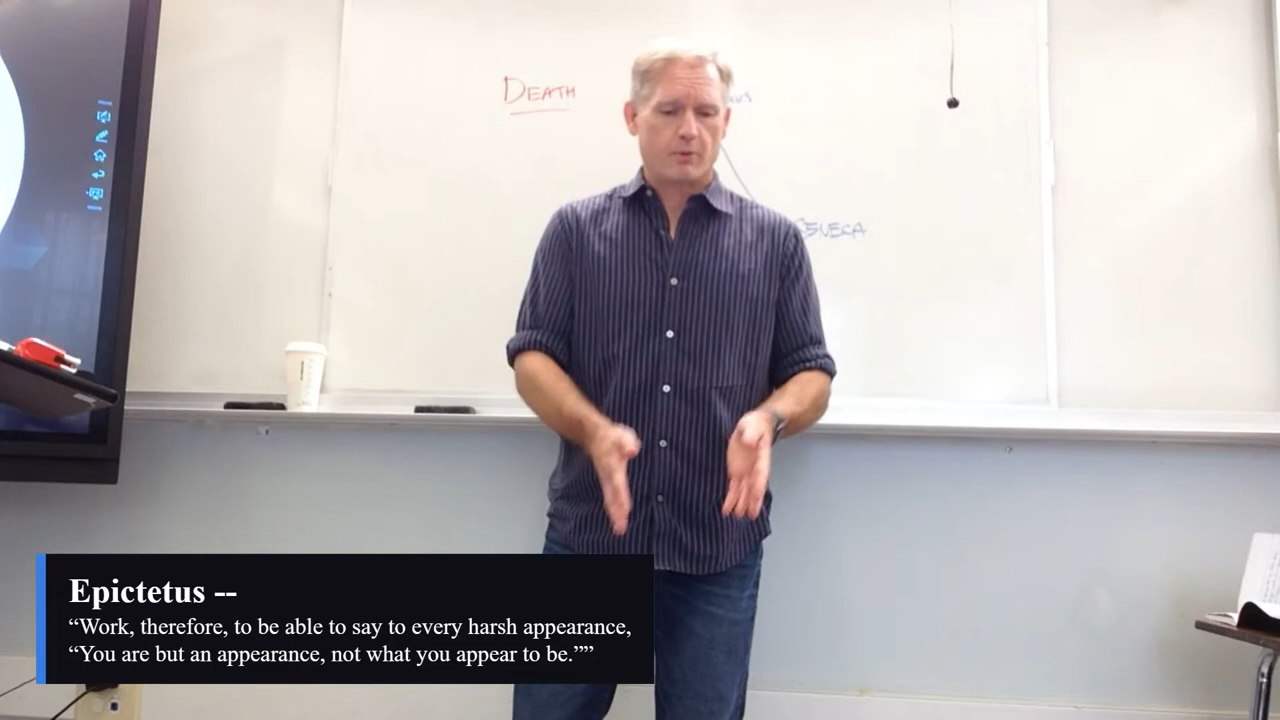 DEATH
SENECA
Epictetus --
“Work, therefore, to be able to say to every harsh appearance,
“You are but an appearance, not what you appear to be.””